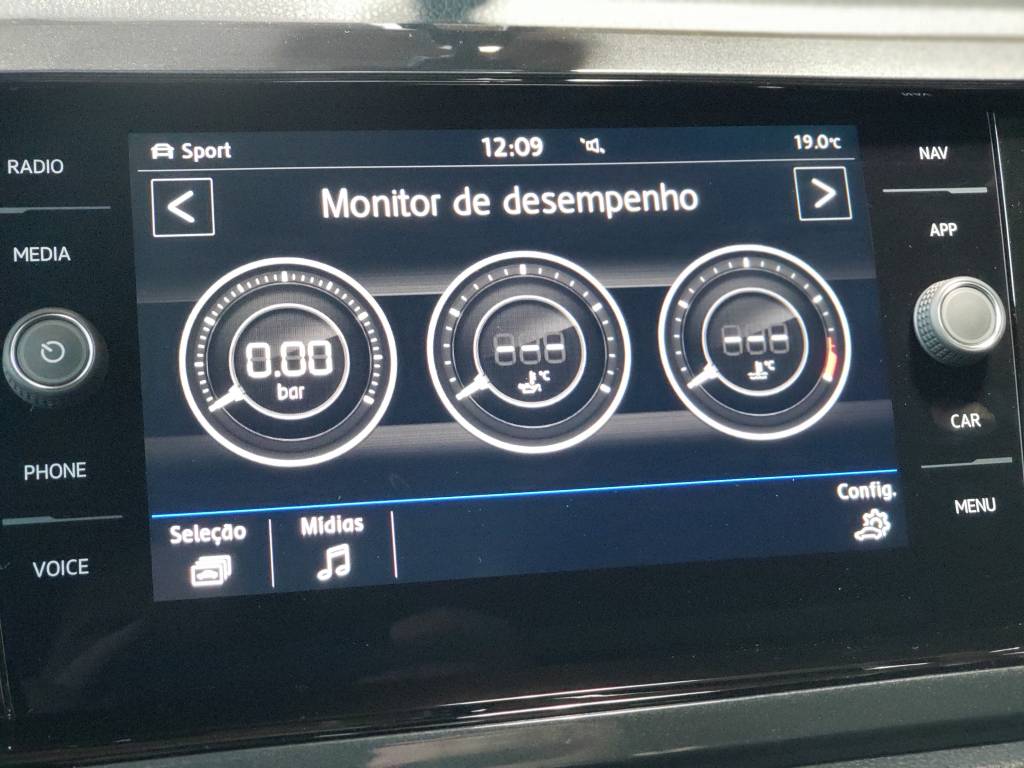 RADIO
MEDIA
PHONE
VOICE
Sport
12:09
19.0°C
<
Monitor de desempenho
>
0.00
bar
---
°C
---
°C
Seleção
Mídias
Config.
NAV
APP
CAR
MENU